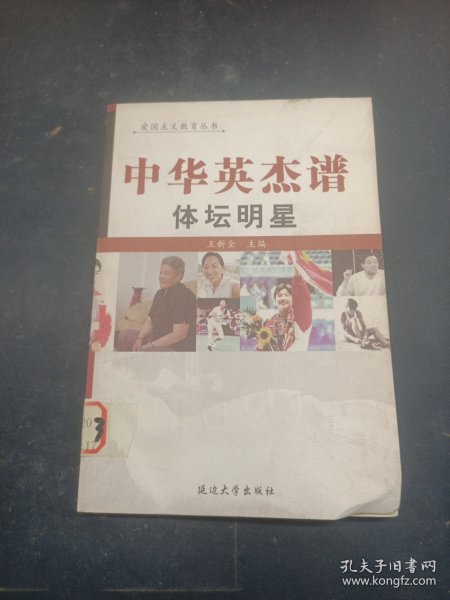 爱国主义教育丛书
中华英杰谱
体坛明星
王新全 主编
3
延边大学出版社
孔夫子旧书网
www.kongfz.com